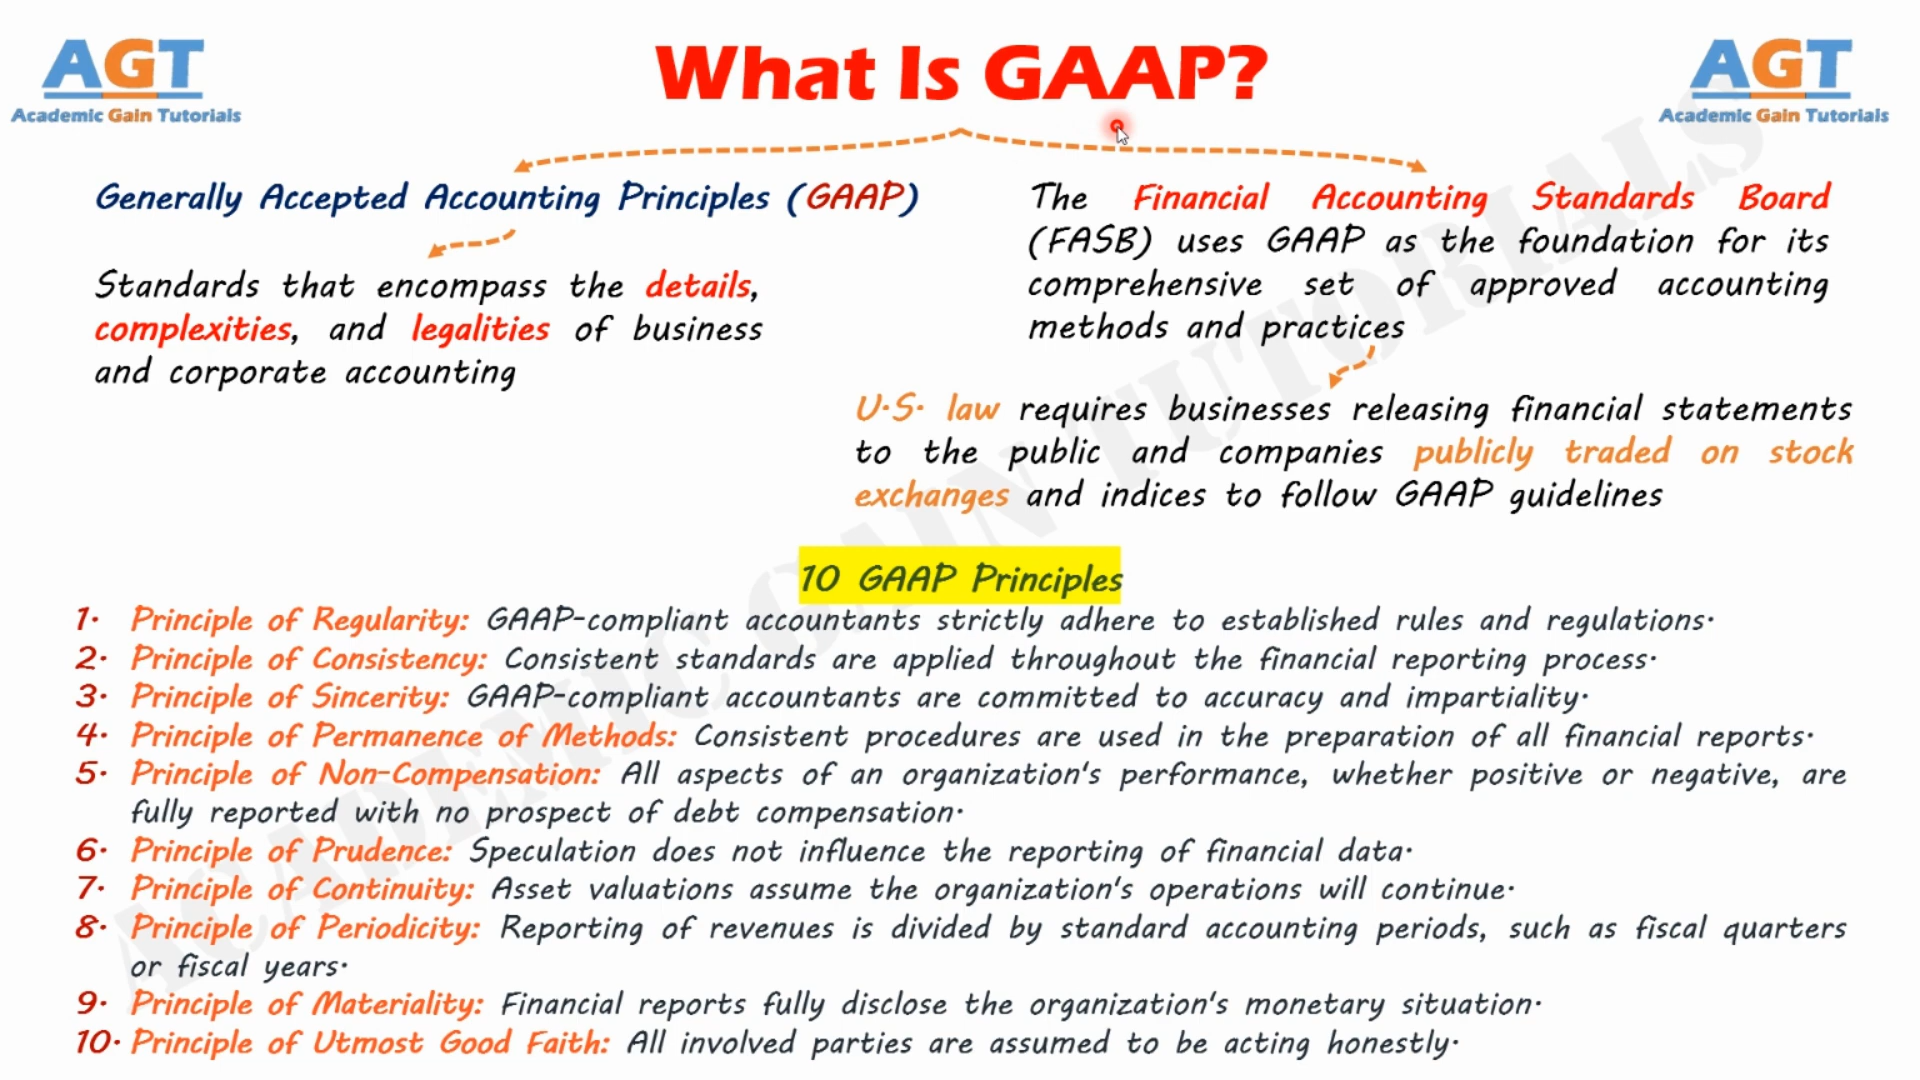 AGT
Academic Gain Tutorials
What Is GAAP?
AGT
Academic Gain Tutorials
Generally Accepted Accounting Principles (GAAP)
Standards that encompass the details,
complexities, and legalities of business
and corporate accounting
The Financial Accounting Standards Board
(FASB) uses GAAP as the foundation for its
comprehensive set of approved accounting
methods and practices
U.S. law requires businesses releasing financial statements
to the public and companies publicly traded on stock
exchanges and indices to follow GAAP guidelines
10 GAAP Principles
1. Principle of Regularity: GAAP-compliant accountants strictly adhere to established rules and regulations.
2. Principle of Consistency: Consistent standards are applied throughout the financial reporting process.
3. Principle of Sincerity: GAAP-compliant accountants are committed to accuracy and impartiality.
4. Principle of Permanence of Methods: Consistent procedures are used in the preparation of all financial reports.
5. Principle of Non-Compensation: All aspects of an organization's performance, whether positive or negative, are
fully reported with no prospect of debt compensation.
6. Principle of Prudence: Speculation does not influence the reporting of financial data.
7. Principle of Continuity: Asset valuations assume the organization's operations will continue.
8. Principle of Periodicity: Reporting of revenues is divided by standard accounting periods, such as fiscal quarters
or fiscal years.
9. Principle of Materiality: Financial reports fully disclose the organization's monetary situation.
10. Principle of Utmost Good Faith: All involved parties are assumed to be acting honestly.
ACADEMIC GAIN TUTORIALS